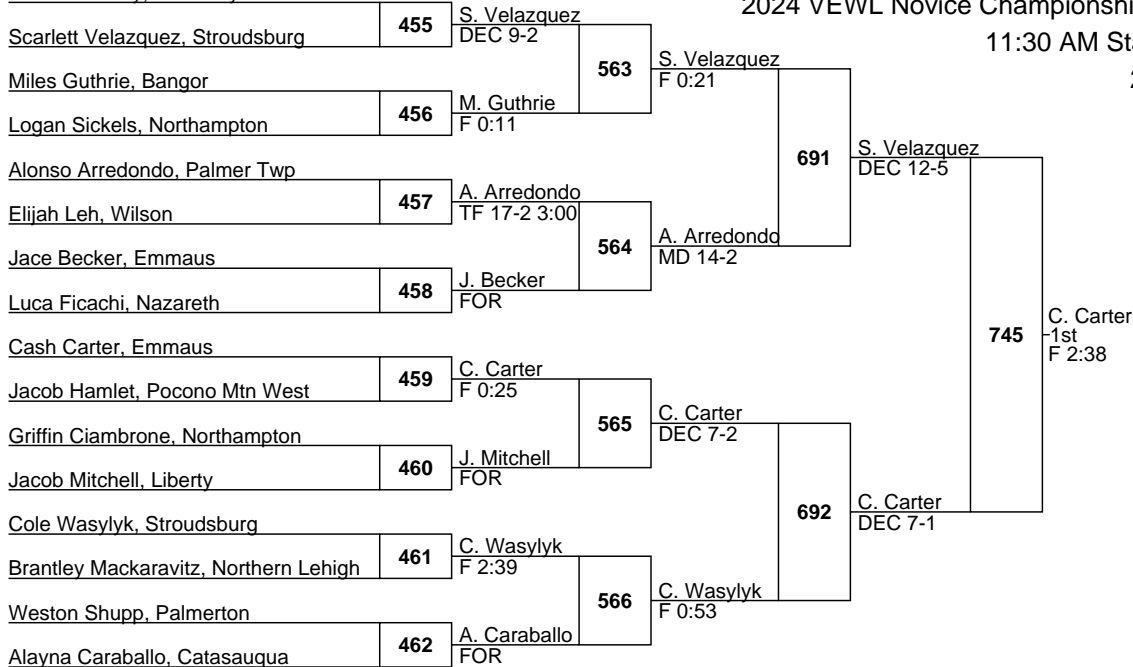 2024 VEWL Novice Championshi
11:30 AM Sta
2
Scarlett Velazquez, Stroudsburg
455
S. Velazquez
DEC 9-2
Miles Guthrie, Bangor
Logan Sickels, Northampton
456
M. Guthrie
F 0:11
563
S. Velazquez
F 0:21
Alonso Arredondo, Palmer Twp
Elijah Leh, Wilson
457
A. Arredondo
TF 17-2 3:00
Jace Becker, Emmaus
Luca Ficachi, Nazareth
458
J. Becker
FOR
564
A. Arredondo
MD 14-2
691
S. Velazquez
DEC 12-5
Cash Carter, Emmaus
Jacob Hamlet, Pocono Mtn West
459
C. Carter
F 0:25
Griffin Ciambrone, Northampton
Jacob Mitchell, Liberty
460
J. Mitchell
FOR
565
C. Carter
DEC 7-2
Cole Wasylyk, Stroudsburg
Brantley Mackaravitz, Northern Lehigh
461
C. Wasylyk
F 2:39
Weston Shupp, Palmerton
Alayna Caraballo, Catasauqua
462
A. Caraballo
FOR
566
C. Wasylyk
F 0:53
692
C. Carter
DEC 7-1
745
C. Carter
1st
F 2:38